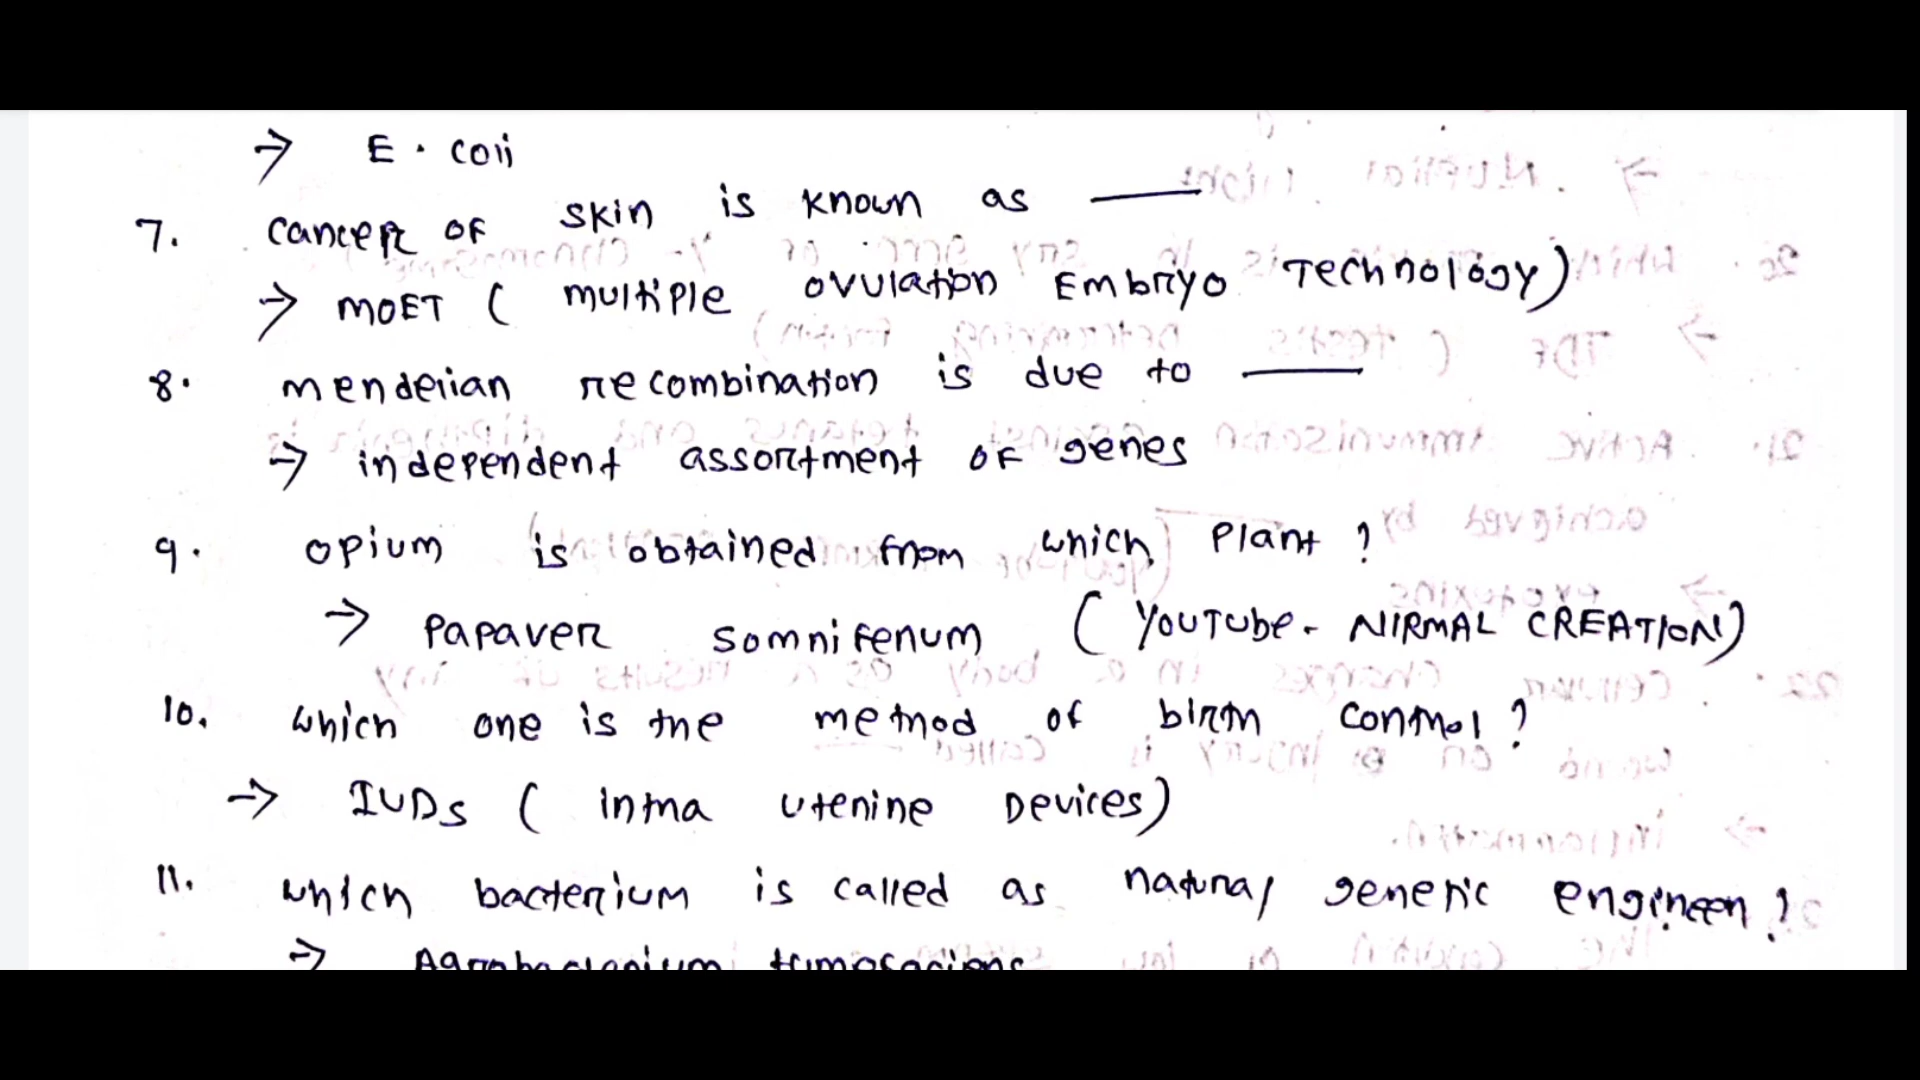 → E. coli
7. cancer of skin is known as ____
→ MOET ( multiple ovulation Embryo Technology)
8. mendelian recombination is due to ____
→ independent assortment of genes
9. opium is obtained from which plant ?
→ Papaver somniferum ( YOUTUBE - NIRMAL CREATION)
10. which one is the method of birth control ?
→ IUDs ( intra uterine Devices)
11. which bacterium is called as natural genetic engineer ?
→ Agrobacterium